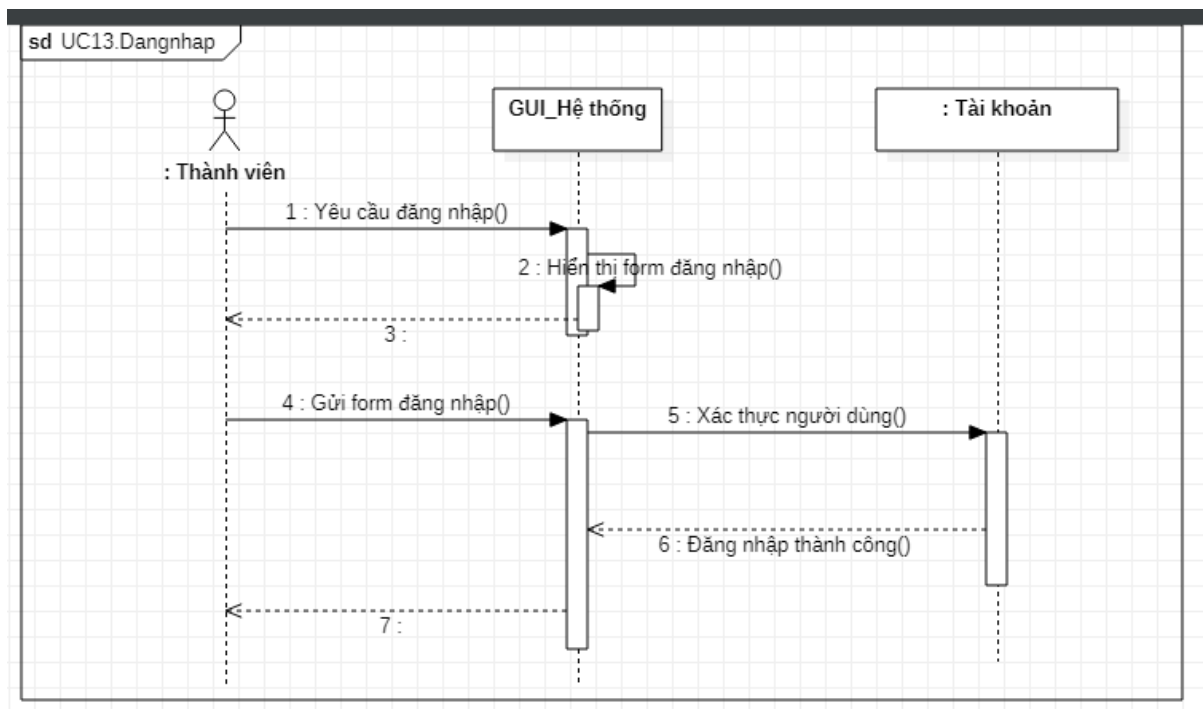 sd UC13.Dangnhap
GUI_Hệ thống
: Tài khoản
: Thành viên
1 : Yêu cầu đăng nhập()
2 : Hiển thị form đăng nhập()
3 :
4 : Gửi form đăng nhập()
5 : Xác thực người dùng()
6 : Đăng nhập thành công()
7 :